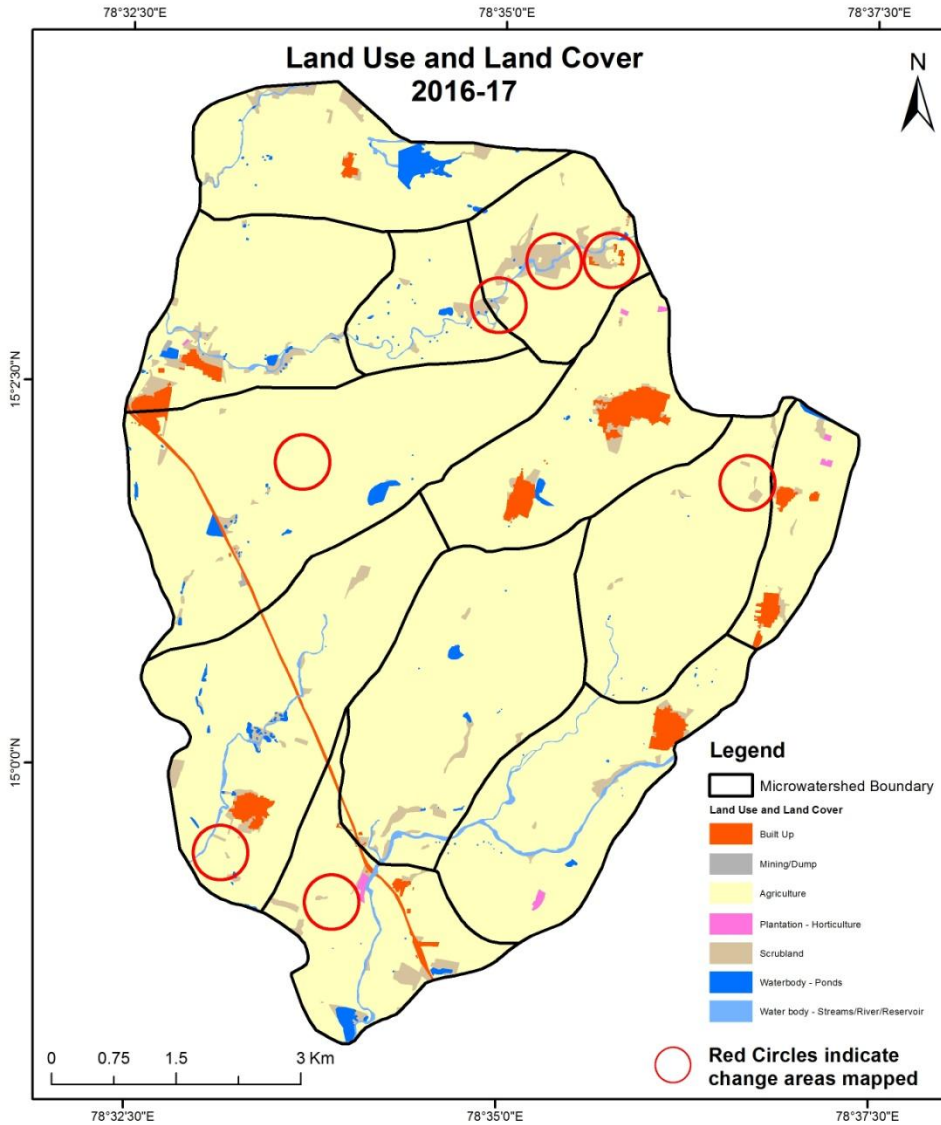 78°32'30"E
78°35'0"E
78°37'30"E
Land Use and Land Cover
2016-17
N
15°2'30"N
15°0'0"N
Legend
Microwatershed Boundary
Land Use and Land Cover
Built Up
Mining/Dump
Agriculture
Plantation - Horticulture
Scrubland
Waterbody - Ponds
Water body - Streams/River/Reservoir
Red Circles indicate
change areas mapped
0 0.75 1.5 3 Km
78°32'30"E
78°35'0"E
78°37'30"E